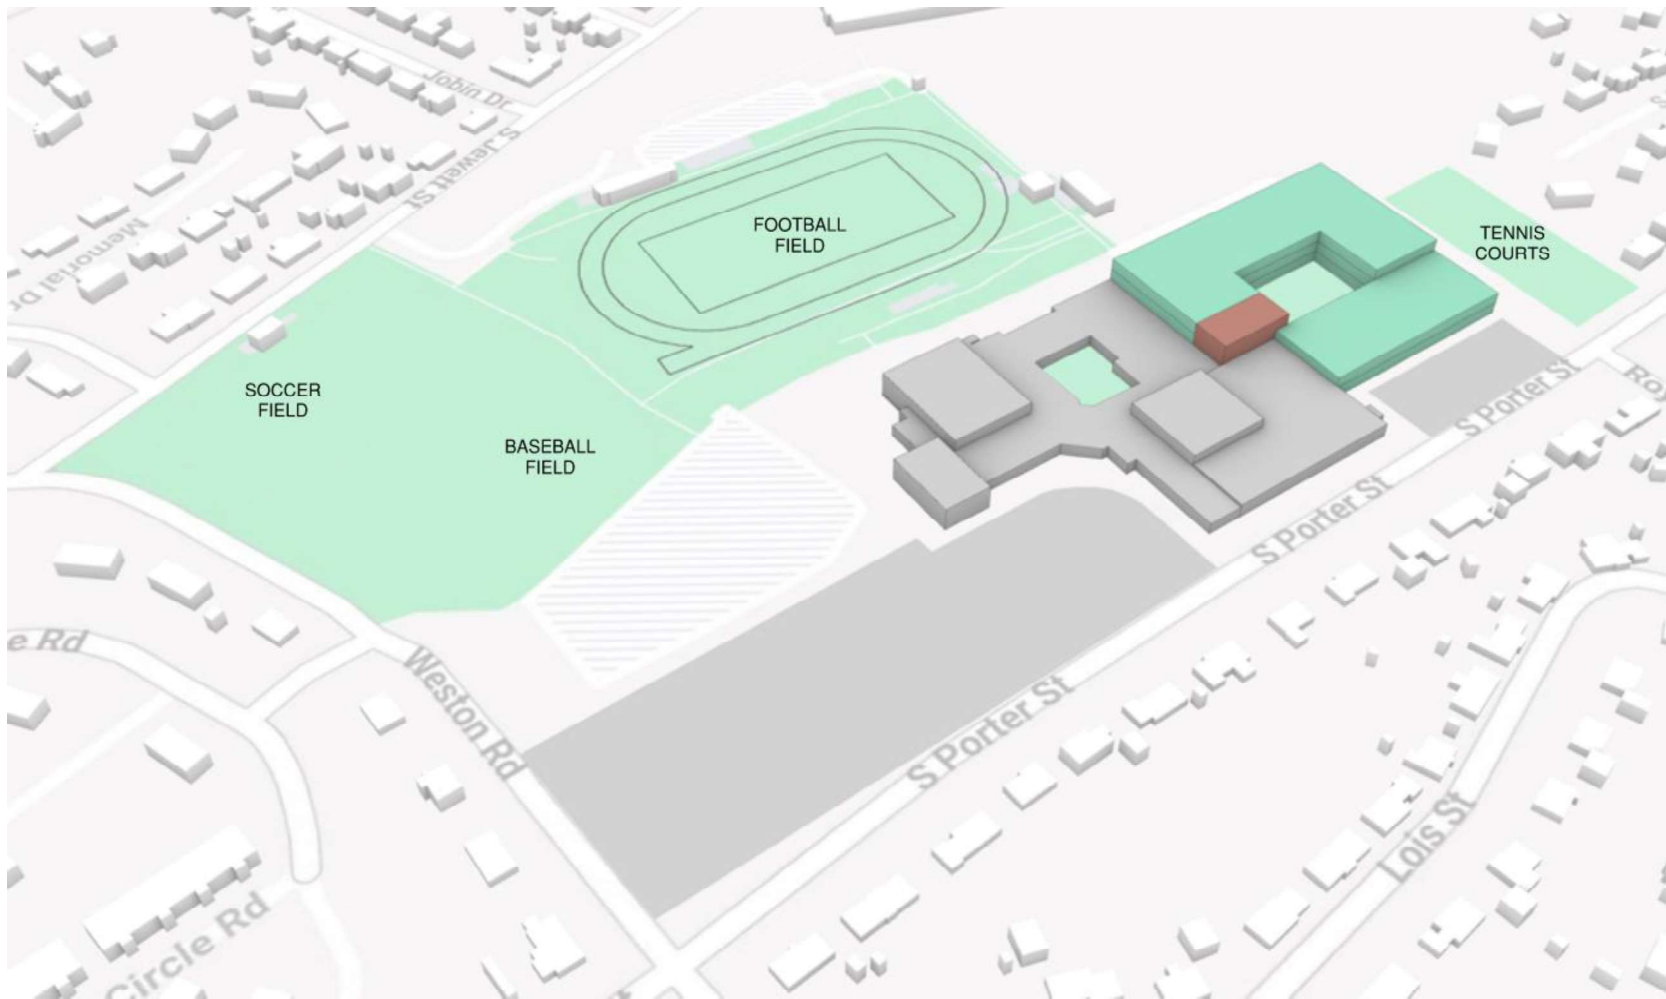 Jobin Dr
S Jewett St
Memorial Dr
FOOTBALL
FIELD
TENNIS
COURTS
SOCCER
FIELD
BASEBALL
FIELD
S Porter St
S Porter St
S Porter St
Weston Rd
Lois St
Circle Rd